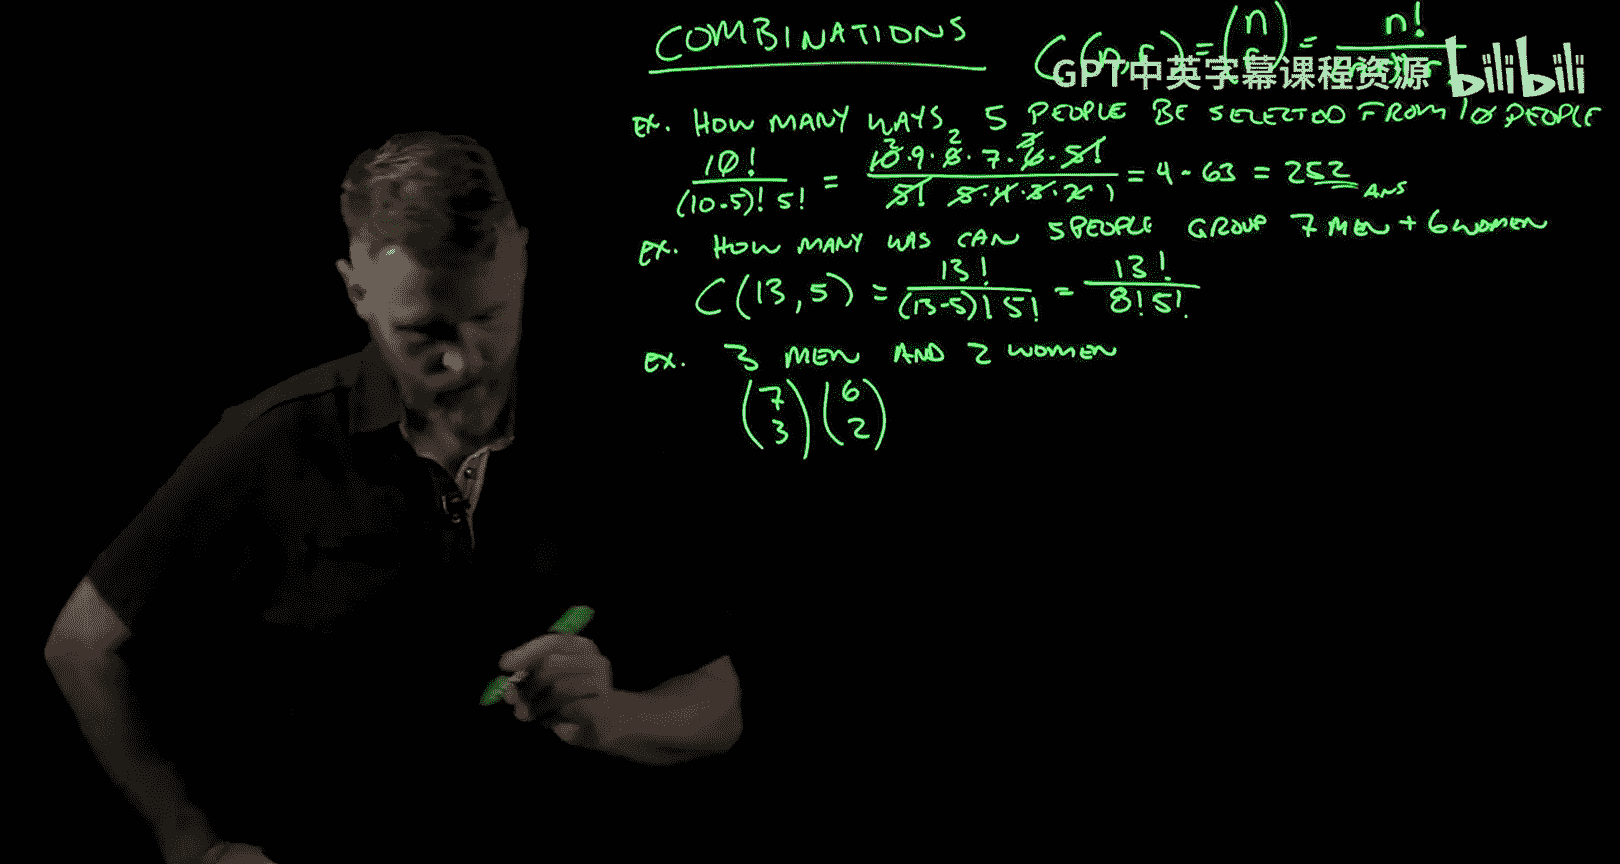 COMBINATIONS C(n,r) = (n r) = n!
GPT中英字幕课程资源 bilibili
EX. HOW MANY WAYS, 5 PEOPLE BE SELECTED FROM 10 PEOPLE
10! / (10-5)! 5! = 10·9·8·7·6·5! / 5! 5·4·3·2·1 = 4·63 = 252 ANS
EX. HOW MANY WAS CAN 5 PEOPLE GROUP 7 MEN + 6 WOMEN
C(13,5) = 13! / (13-5)! 5! = 13! / 8! 5!
EX. 3 MEN AND 2 WOMEN
(7 3) (6 2)